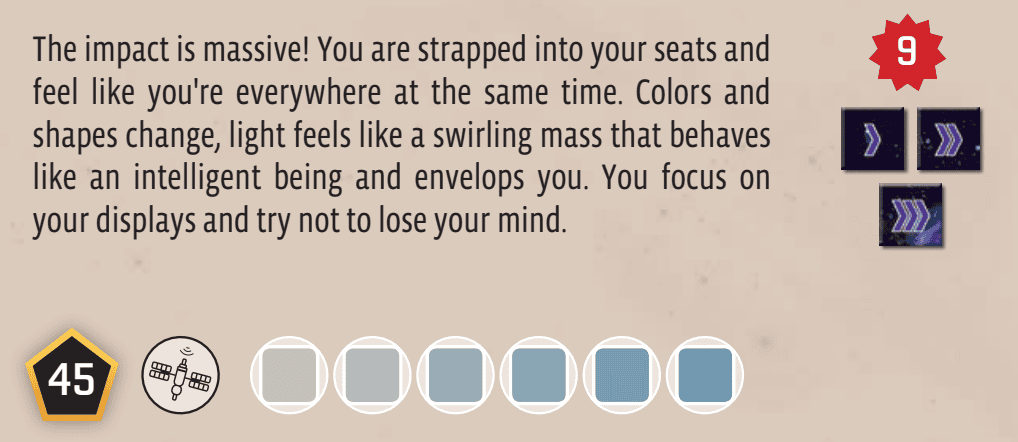 The impact is massive! You are strapped into your seats and
feel like you're everywhere at the same time. Colors and
shapes change, light feels like a swirling mass that behaves
like an intelligent being and envelops you. You focus on
your displays and try not to lose your mind.
9
45